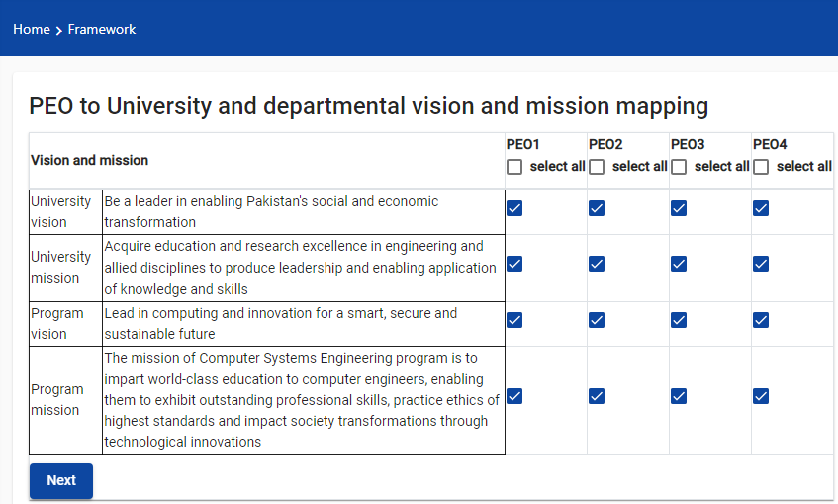 Home > Framework
PEO to University and departmental vision and mission mapping
Vision and mission
PEO1 PEO2 PEO3 PEO4
select all select all select all select all
University vision
Be a leader in enabling Pakistan's social and economic
transformation
University mission
Acquire education and research excellence in engineering and
allied disciplines to produce leadership and enabling application
of knowledge and skills
Program vision
Lead in computing and innovation for a smart, secure and
sustainable future
Program mission
The mission of Computer Systems Engineering program is to
impart world-class education to computer engineers, enabling
them to exhibit outstanding professional skills, practice ethics of
highest standards and impact society transformations through
technological innovations
Next